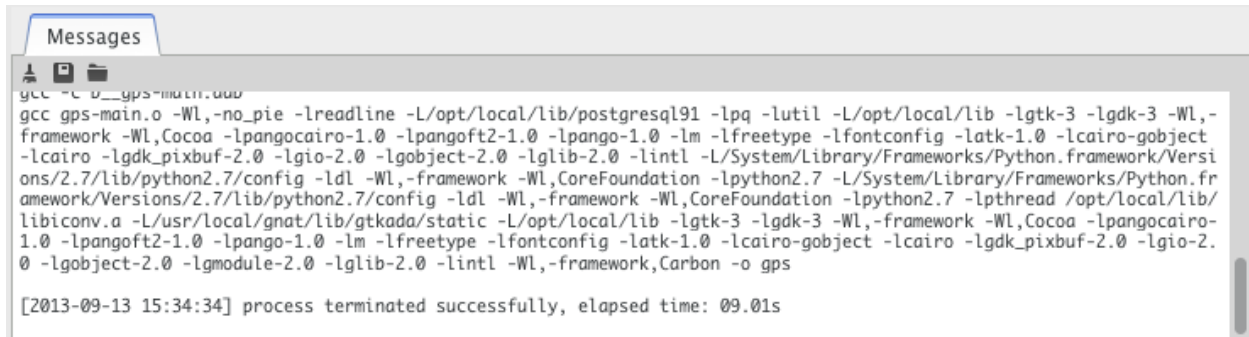 Messages
gcc -c b__gps-main.adb
gcc gps-main.o -Wl,-no_pie -lreadline -L/opt/local/lib/postgresql91 -lpq -lutil -L/opt/local/lib -lgtk-3 -lgdk-3 -Wl,-
framework -Wl,Cocoa -lpangocairo-1.0 -lpangoft2-1.0 -lpango-1.0 -lm -lfreetype -lfontconfig -latk-1.0 -lcairo-gobject
-lcairo -lgdk_pixbuf-2.0 -lgio-2.0 -lgobject-2.0 -lglib-2.0 -lintl -L/System/Library/Frameworks/Python.framework/Versi
ons/2.7/lib/python2.7/config -ldl -Wl,-framework -Wl,CoreFoundation -lpython2.7 -L/System/Library/Frameworks/Python.fr
amework/Versions/2.7/lib/python2.7/config -ldl -Wl,-framework -Wl,CoreFoundation -lpython2.7 -lpthread /opt/local/lib/
libiconv.a -L/usr/local/gnat/lib/gtkada/static -L/opt/local/lib -lgtk-3 -lgdk-3 -Wl,-framework -Wl,Cocoa -lpangocairo-
1.0 -lpangoft2-1.0 -lpango-1.0 -lm -lfreetype -lfontconfig -latk-1.0 -lcairo-gobject -lcairo -lgdk_pixbuf-2.0 -lgio-2.
0 -lgobject-2.0 -lgmodule-2.0 -lglib-2.0 -lintl -Wl,-framework,Carbon -o gps
[2013-09-13 15:34:34] process terminated successfully, elapsed time: 09.01s